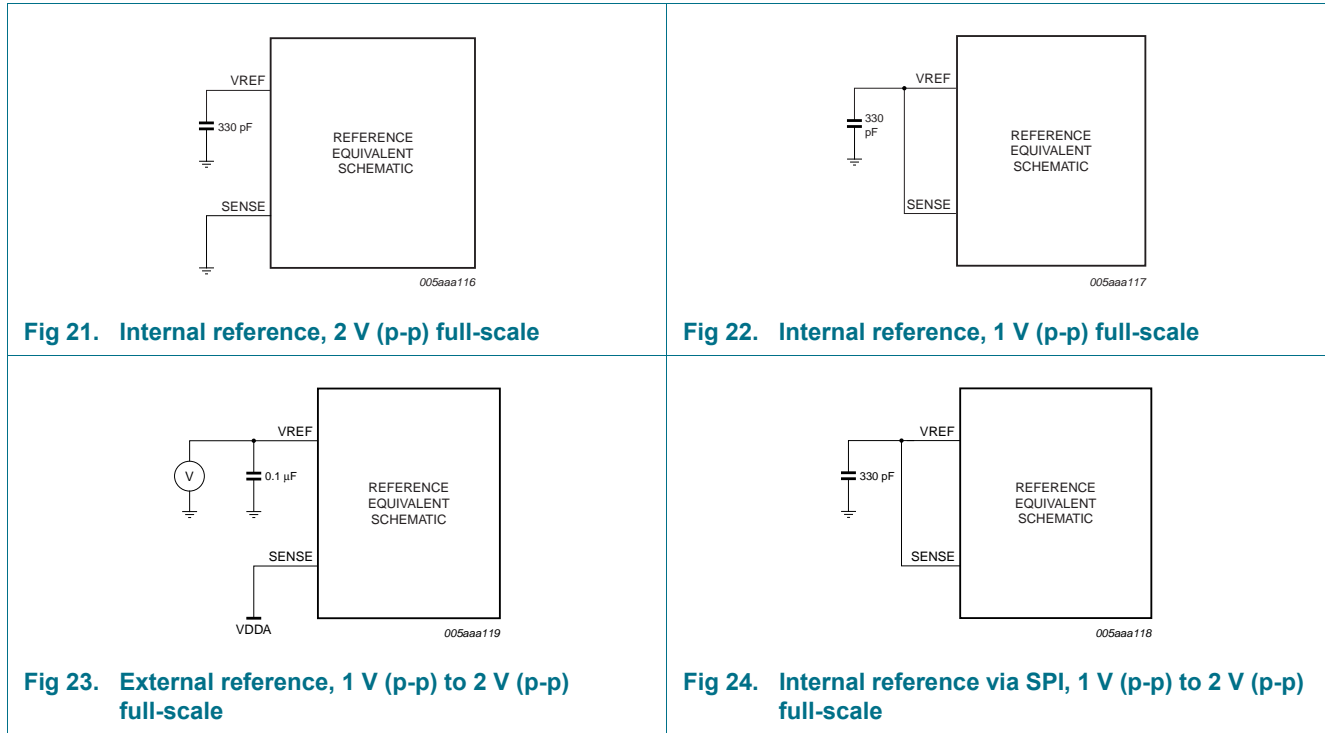 VREF
330 pF
REFERENCE
EQUIVALENT
SCHEMATIC
SENSE
005aaa116
Fig 21. Internal reference, 2 V (p-p) full-scale
VREF
330
pF
REFERENCE
EQUIVALENT
SCHEMATIC
SENSE
005aaa117
Fig 22. Internal reference, 1 V (p-p) full-scale
VREF
V
0.1 μF
REFERENCE
EQUIVALENT
SCHEMATIC
SENSE
VDDA
005aaa119
Fig 23. External reference, 1 V (p-p) to 2 V (p-p)
full-scale
VREF
330 pF
REFERENCE
EQUIVALENT
SCHEMATIC
SENSE
005aaa118
Fig 24. Internal reference via SPI, 1 V (p-p) to 2 V (p-p)
full-scale